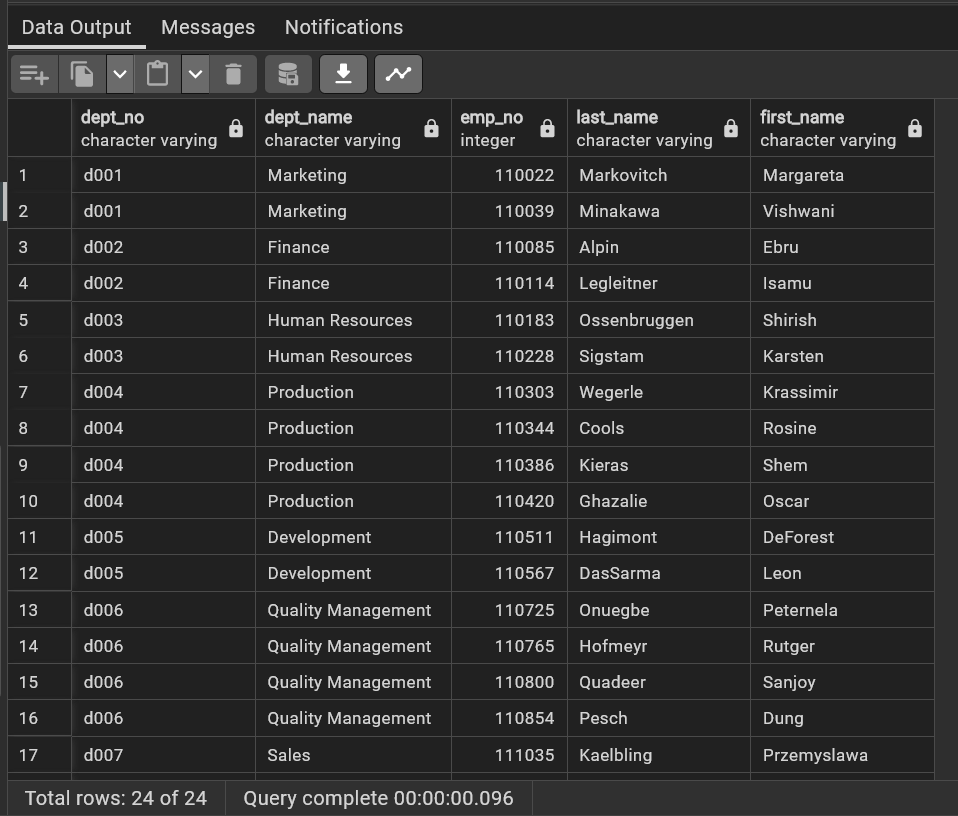 Data Output Messages Notifications
dept_no dept_name emp_no last_name first_name
character varying character varying integer character varying character varying
1 d001 Marketing 110022 Markovitch Margareta
2 d001 Marketing 110039 Minakawa Vishwani
3 d002 Finance 110085 Alpin Ebru
4 d002 Finance 110114 Legleitner Isamu
5 d003 Human Resources 110183 Ossenbruggen Shirish
6 d003 Human Resources 110228 Sigstam Karsten
7 d004 Production 110303 Wegerle Krassimir
8 d004 Production 110344 Cools Rosine
9 d004 Production 110386 Kieras Shem
10 d004 Production 110420 Ghazalie Oscar
11 d005 Development 110511 Hagimont DeForest
12 d005 Development 110567 DasSarma Leon
13 d006 Quality Management 110725 Onuegbe Peternela
14 d006 Quality Management 110765 Hofmeyr Rutger
15 d006 Quality Management 110800 Quadeer Sanjoy
16 d006 Quality Management 110854 Pesch Dung
17 d007 Sales 111035 Kaelbling Przemyslawa
Total rows: 24 of 24 Query complete 00:00:00.096